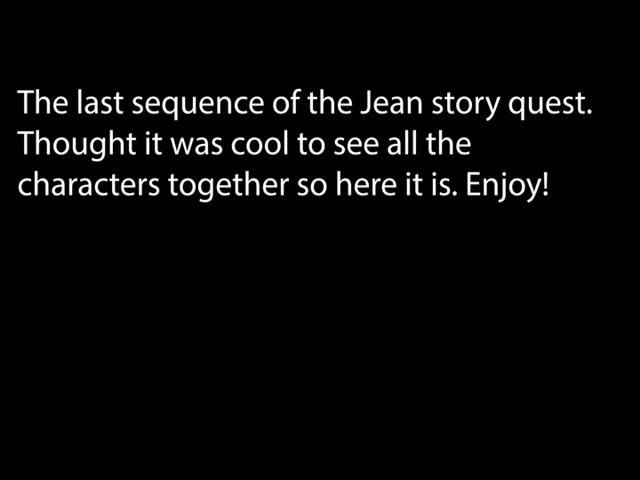 The last sequence of the Jean story quest.
Thought it was cool to see all the
characters together so here it is. Enjoy!